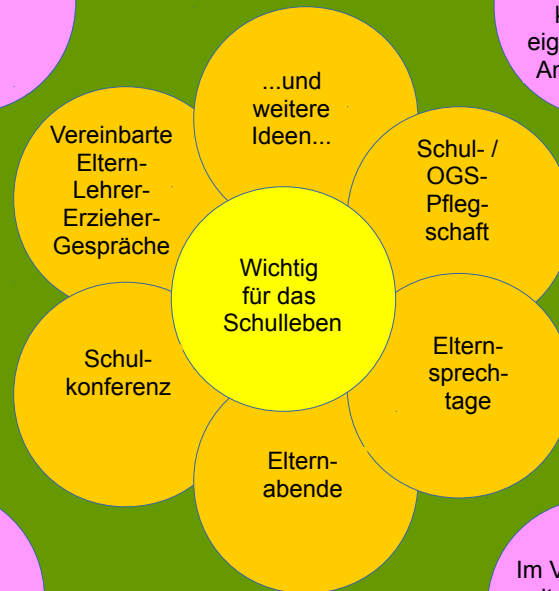 ...und
weitere
Ideen...
Vereinbarte
Eltern-
Lehrer-
Erzieher-
Gespräche
Schul- /
OGS-
Pfleg-
schaft
Wichtig
für das
Schulleben
Schul-
konferenz
Eltern-
sprech-
tage
Eltern-
abende
Im